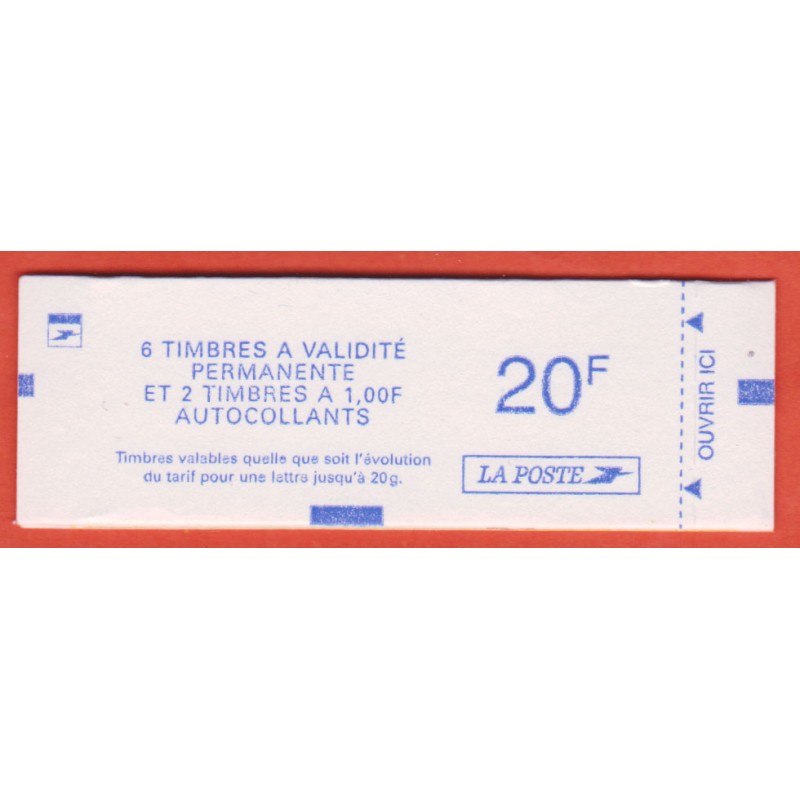 6 TIMBRES A VALIDITÉ
PERMANENTE
ET 2 TIMBRES A 1,00F
AUTOCOLLANTS
Timbres valables quelle que soit l'évolution
du tarif pour une lettre jusqu'à 20g.
20F
LA POSTE
OUVRIR ICI